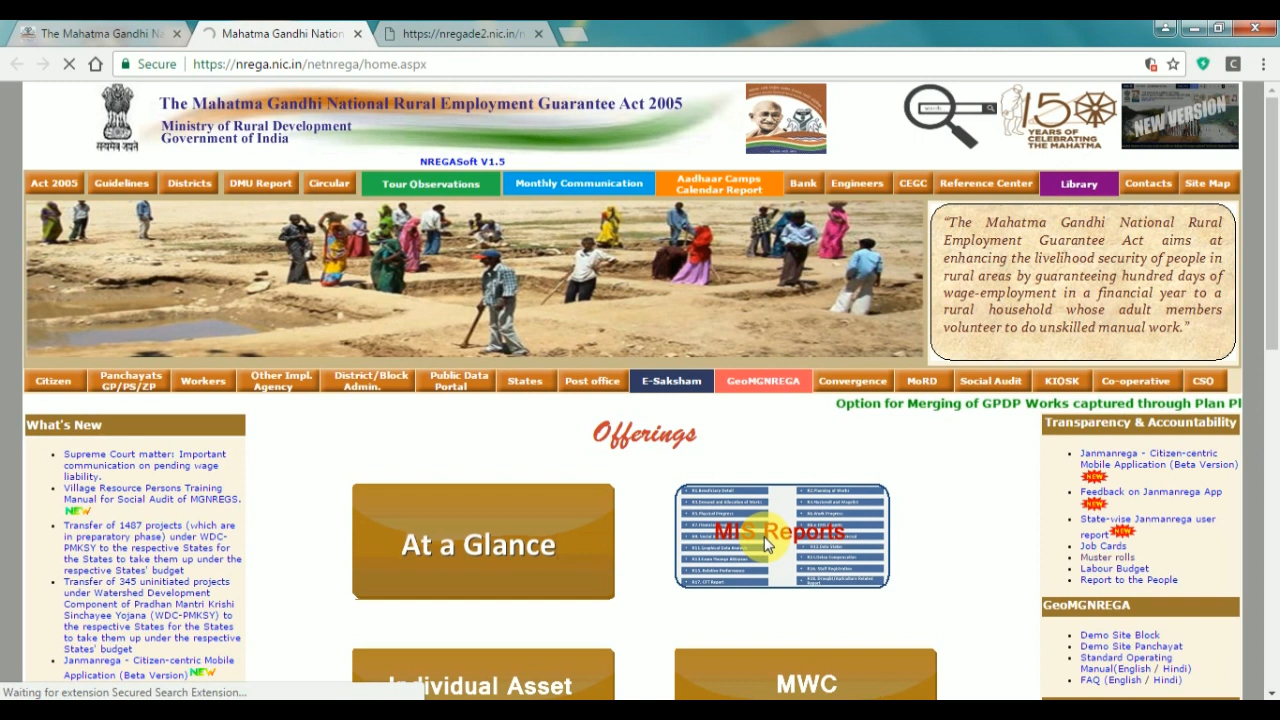 The Mahatma Gandhi Na
Mahatma Gandhi Nation
https://nregade2.nic.in/n
Secure
https://nrega.nic.in/netnrega/home.aspx
C
सत्यमेव जयते
The Mahatma Gandhi National Rural Employment Guarantee Act 2005
Ministry of Rural Development
Government of India
NREGASoft V1.5
150
YEARS OF
CELEBRATING
THE MAHATMA
NEW VERSION
Act 2005
Guidelines
Districts
DMU Report
Circular
Tour Observations
Monthly Communication
Aadhaar Camps
Calendar Report
Bank
Engineers
CEGC
Reference Center
Library
Contacts
Site Map
“The Mahatma Gandhi National Rural
Employment Guarantee Act aims at
enhancing the livelihood security of people in
rural areas by guaranteeing hundred days of
wage-employment in a financial year to a
rural household whose adult members
volunteer to do unskilled manual work.”
Citizen
Panchayats
GP/PS/ZP
Workers
Other Impl.
Agency
District/Block
Admin.
Public Data
Portal
States
Post office
E-Saksham
GeoMGNREGA
Convergence
MoRD
Social Audit
KIOSK
Co-operative
CSO
Option for Merging of GPDP Works captured through Plan Pl
What's New
Supreme Court matter: Important
communication on pending wage
liability.
Village Resource Persons Training
Manual for Social Audit of MGNREGS.
NEW
Transfer of 1487 projects (which are
in preparatory phase) under WDC-
PMKSY to the respective States for
the States to take them up under the
respective States' budget
Transfer of 345 uninitiated projects
under Watershed Development
Component of Pradhan Mantri Krishi
Sinchayee Yojana (WDC-PMKSY) to
the respective States for the States
to take them up under the respective
States' budget
Janmanrega - Citizen-centric Mobile
Application (Beta Version) NEW
Offerings
At a Glance
MIS Reports
Individual Asset
MWC
Transparency & Accountability
Janmanrega - Citizen-centric
Mobile Application (Beta Version)
NEW
Feedback on Janmanrega App
NEW
State-wise Janmanrega user
report NEW
Job Cards
Muster rolls
Labour Budget
Report to the People
GeoMGNREGA
Demo Site Block
Demo Site Panchayat
Standard Operating
Manual(English / Hindi)
FAQ (English / Hindi)
Waiting for extension Secured Search Extension...